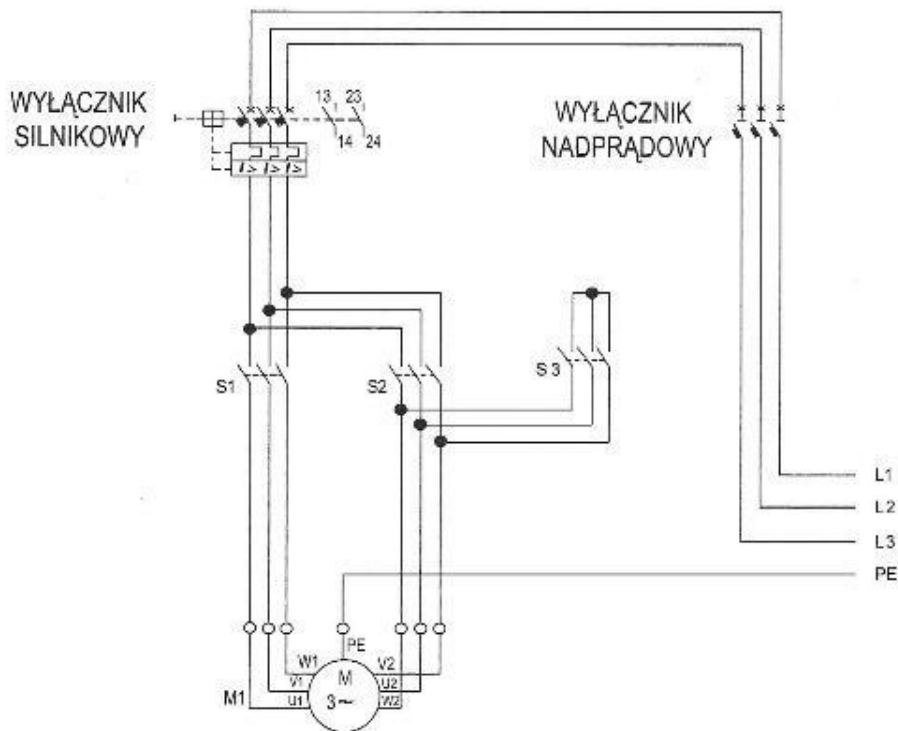 WYŁĄCZNIK
SILNIKOWY
13 23
14 24
WYŁĄCZNIK
NADPRĄDOWY
I> I> I>
S1
S2
S3
L1
L2
L3
PE
PE
W1
V2
V1
M
U2
M1
U1
3~
W2